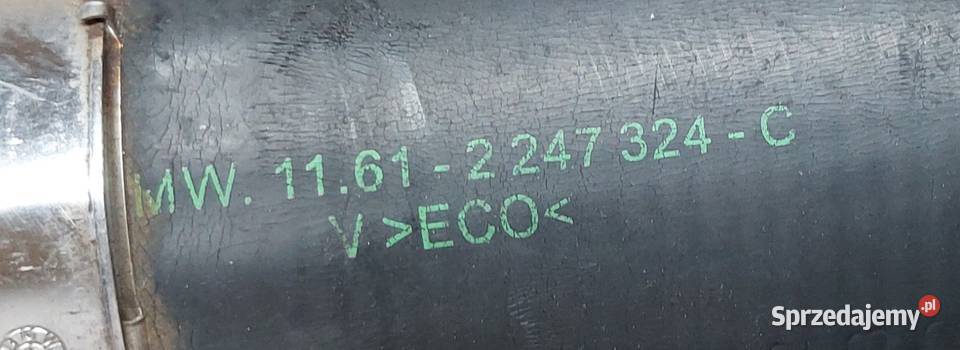 MW. 11.61 - 2 247 324 - C
V >ECO<
Sprzedajemy.pl